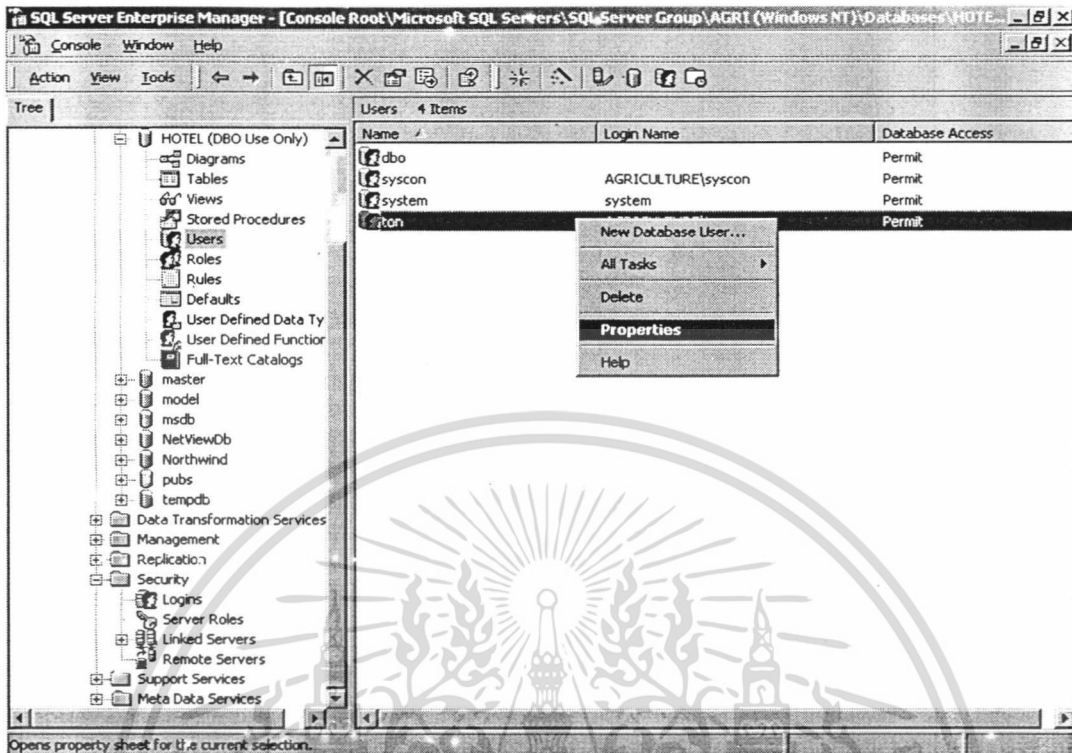 SQL Server Enterprise Manager - [Console Root\Microsoft SQL Servers\SQL Server Group\AGRI (Windows NT)\Databases\HOTE...
Console Window Help
Action View Tools
Tree
Users 4 Items
Name Login Name Database Access
dbo Permit
syscon AGRICULTURE\syscon Permit
system system Permit
ton Permit
New Database User...
All Tasks
Delete
Properties
Help
HOTEL (DBO Use Only)
Diagrams
Tables
Views
Stored Procedures
Users
Roles
Rules
Defaults
User Defined Data Ty
User Defined Function
Full-Text Catalogs
master
model
msdb
NetViewDb
Northwind
pubs
tempdb
Data Transformation Services
Management
Replication
Security
Logins
Server Roles
Linked Servers
Remote Servers
Support Services
Meta Data Services
Opens property sheet for the current selection.